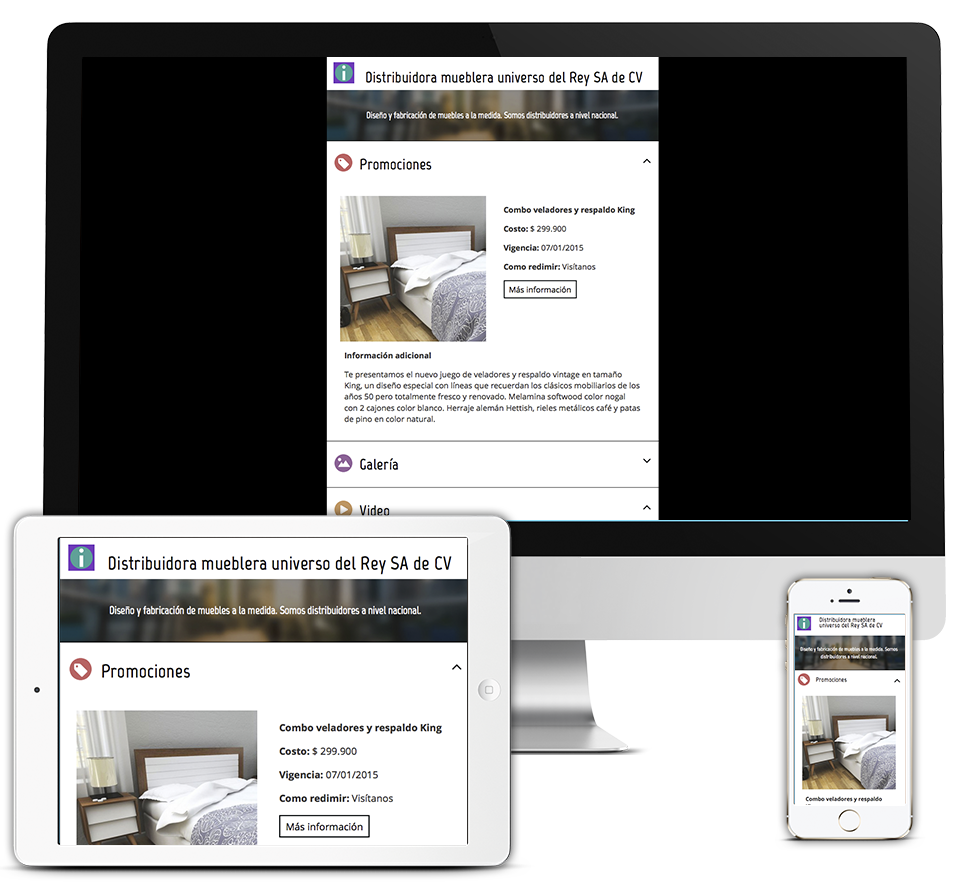 Distribuidora mueblera universo del Rey SA de CV
Diseño y fabricación de muebles a la medida. Somos distribuidores a nivel nacional.
Promociones
Combo veladores y respaldo King
Costo: $ 299.900
Vigencia: 07/01/2015
Como redimir: Visítanos
Más información
Información adicional
Te presentamos el nuevo juego de veladores y respaldo vintage en tamaño
King, un diseño especial con líneas que recuerdan los clásicos mobiliarios de los
años 50 pero totalmente fresco y renovado. Melamina softwood color nogal
con 2 cajones color blanco. Herraje alemán Hettish, rieles metálicos café y patas
de pino en color natural.
Galería
Video
Distribuidora mueblera universo del Rey SA de CV
Diseño y fabricación de muebles a la medida. Somos distribuidores a nivel nacional.
Promociones
Combo veladores y respaldo King
Costo: $ 299.900
Vigencia: 07/01/2015
Como redimir: Visítanos
Más información
Distribuidora mueblera
universo del Rey SA de CV
Diseño y fabricación de muebles a la medida. Somos
distribuidores a nivel nacional.
Promociones
Combo veladores y respaldo